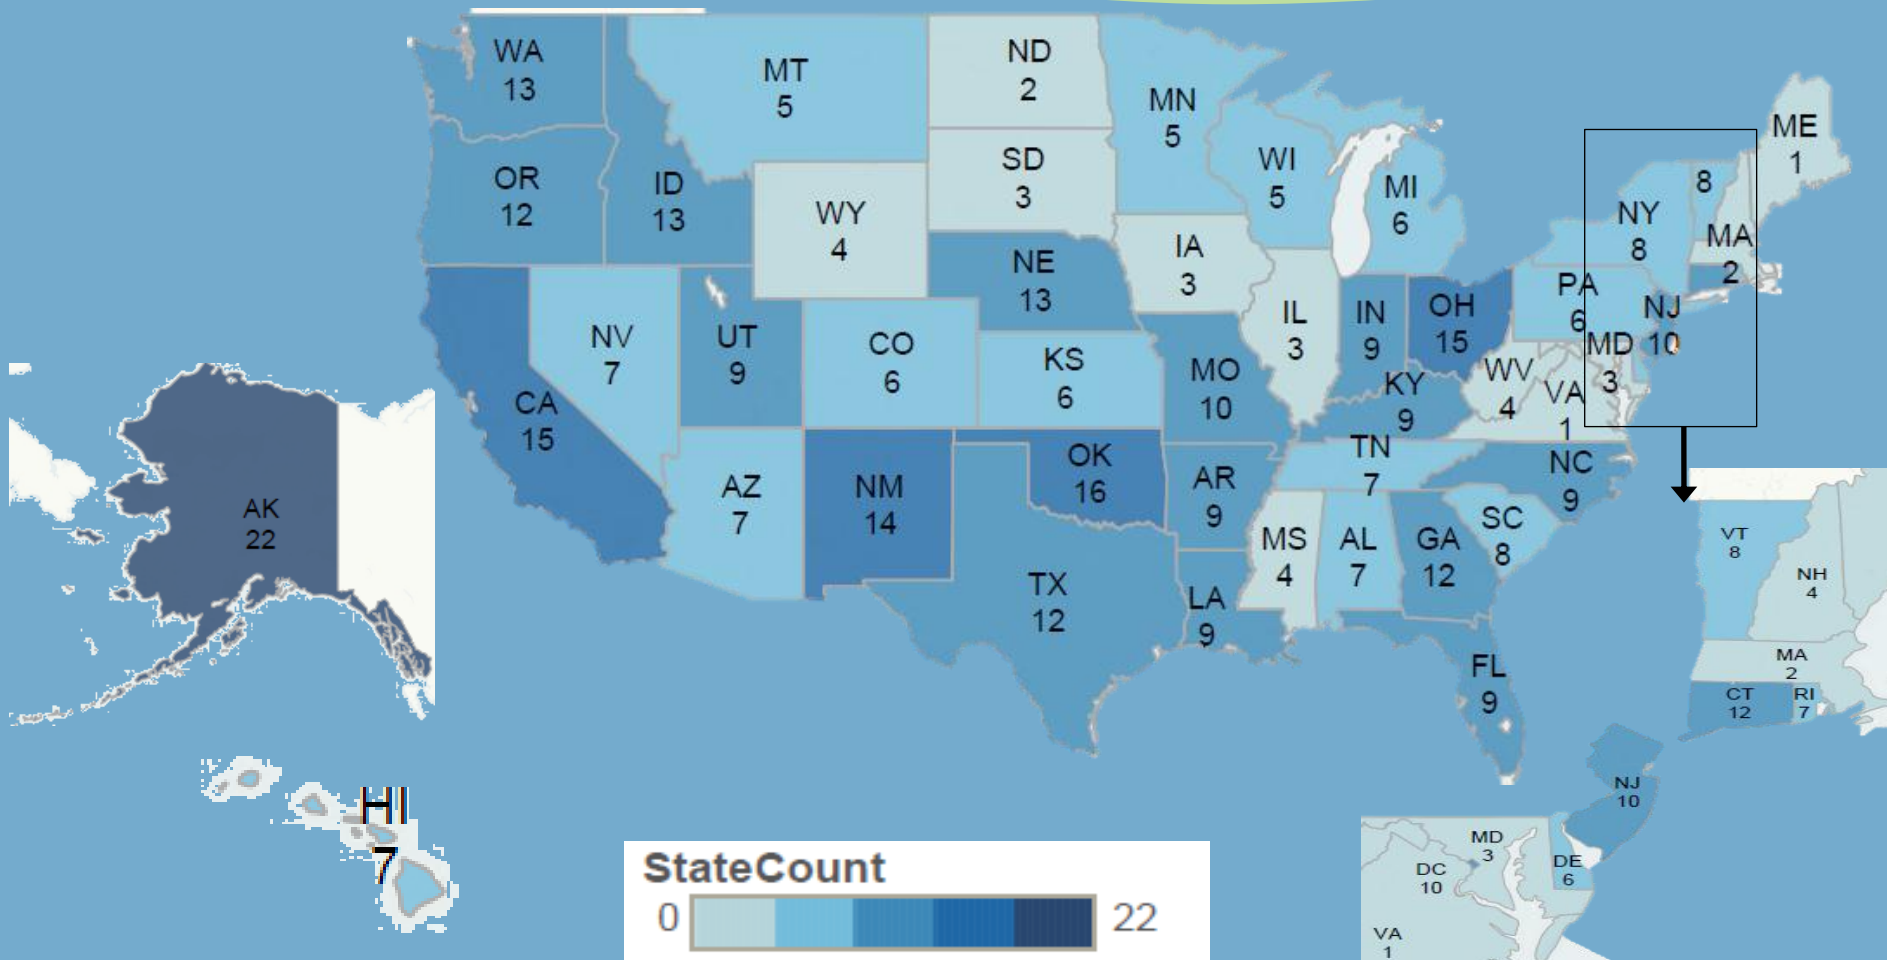 WA
13
MT
5
ND
2
MN
5
ME
1
OR
12
ID
13
WY
4
SD
3
WI
5
MI
6
NY
8
8
MA
2
NE
13
IA
3
NV
7
UT
9
CO
6
KS
6
MO
10
IL
3
IN
9
OH
15
PA
6
NJ
10
MD
3
WV
4
VA
1
KY
9
CA
15
AZ
7
NM
14
OK
16
AR
9
TN
7
NC
9
SC
8
MS
4
AL
7
GA
12
TX
12
LA
9
FL
9
AK
22
HI
7
VT
8
NH
4
MA
2
CT
12
RI
7
NJ
10
MD
3
DC
10
DE
6
VA
1
StateCount
0 22